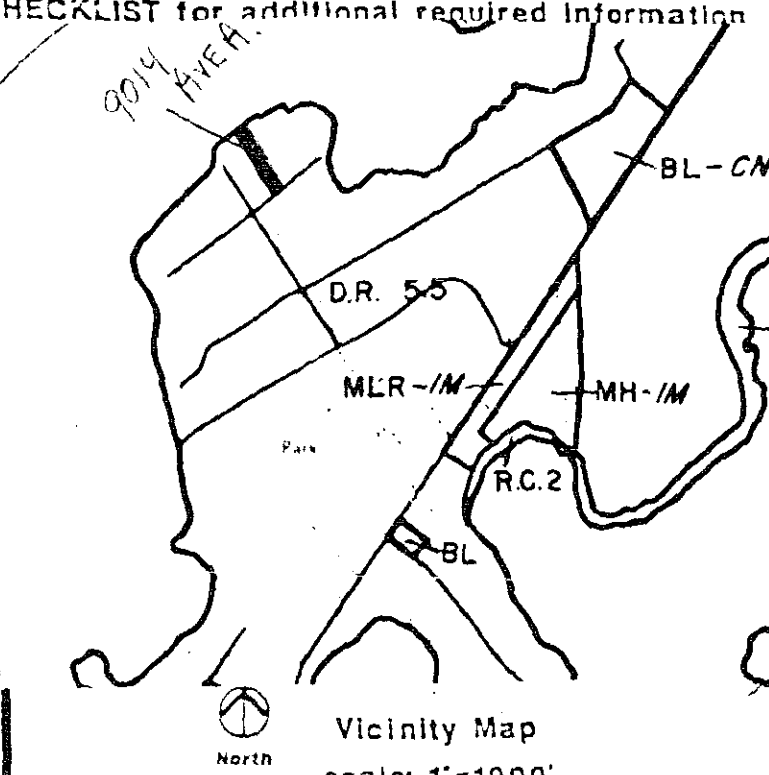 HECKLIST for additional required information
9014
AVE A.
BL-CN
D.R. 5.5
MLR-IM
MH-IM
Park
R.C.2
BL
North
Vicinity Map
scale: 1"=1000'